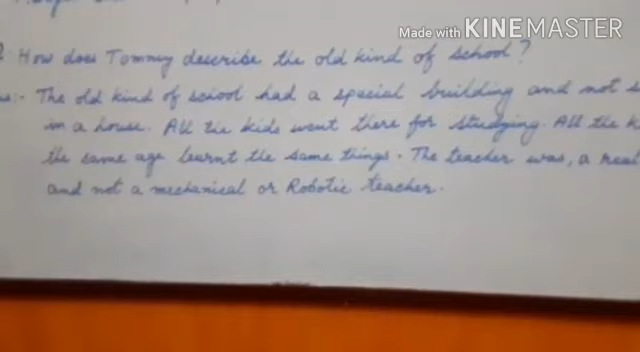 Made with KINEMASTER
How does Tommy describe the old kind of school?
:- The old kind of school had a special building and not
in a house. All the kids went there for studying. All the
the same age learnt the same things. The teacher was, a real
and not a mechanical or Robotic teacher.